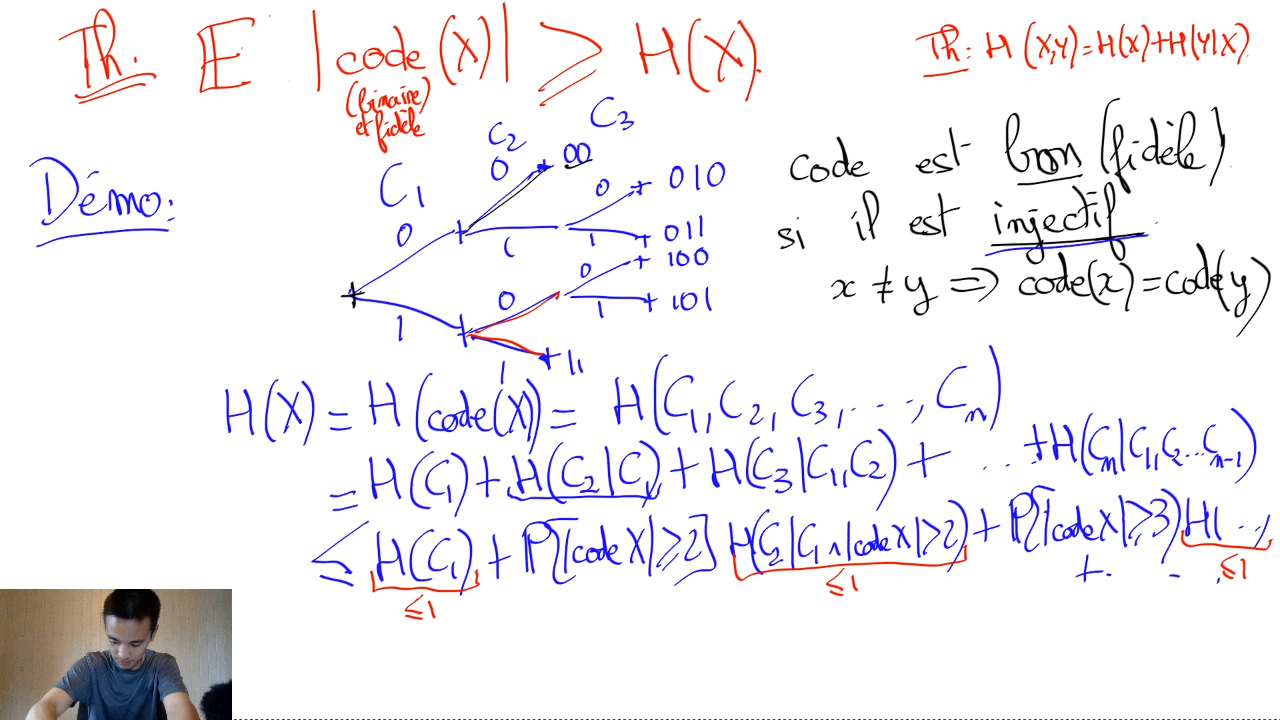 Th. E |code(X)| ≥ H(X).
(binaire)
et fidèle
Th: H(X,Y)=H(X)+H(Y|X)
Démo:
C1 C2 C3
0 1
0 1 0 1
00
0 010
1 011
0 100
1 101
11
code est bon (fidèle)
si il est injectif
x ≠ y ⇒ code(x)=code(y)
H(X) = H(code(X)) = H(C1, C2, C3, ..., Cn)
= H(C1) + H(C2|C1) + H(C3|C1,C2) + ... + H(Cn|C1,C2...Cn-1)
≤ H(C1) + P[|code X|≥2] H(C2|C1 ∧ |code X|≥2) + P[|code X|≥3] H(...)
+ ...
≤1 ≤1 ≤1